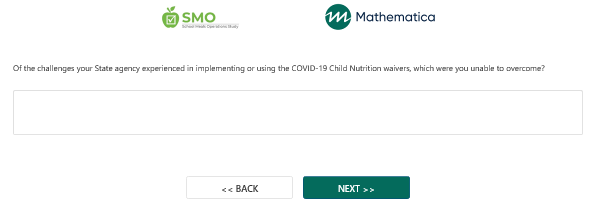 SMO
School Meals Operations Study
Mathematica
Of the challenges your State agency experienced in implementing or using the COVID-19 Child Nutrition waivers, which were you unable to overcome?
<< BACK
NEXT >>